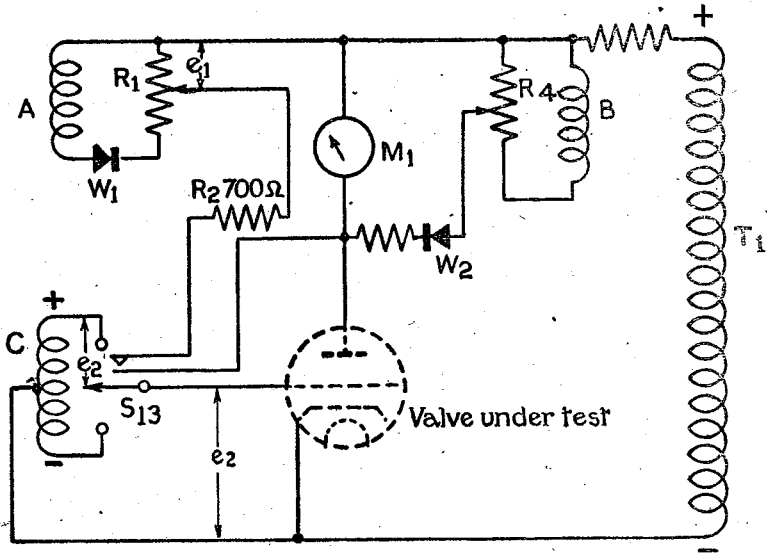 +
e1
R1
A
R4
B
M1
W1
R2 700Ω
W2
T1
+
C
e2
S13
Valve under test
e2
−
−